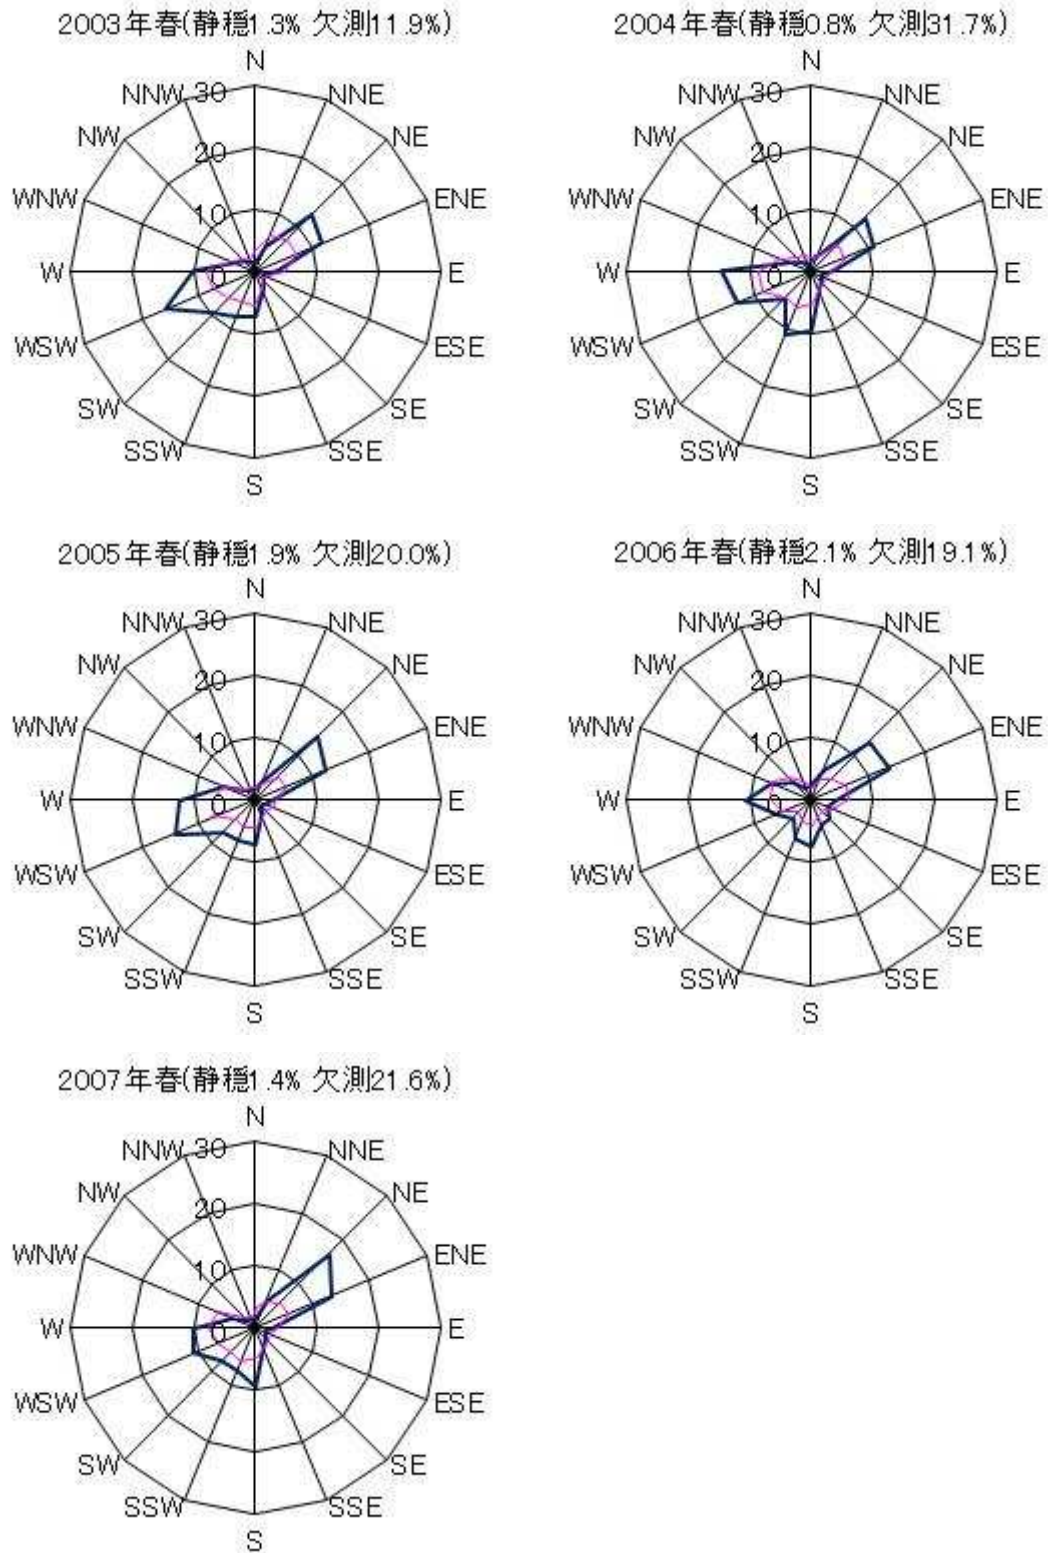 2003年春(静穏1.3% 欠測11.9%)
N
NNW 30 NNE
NW 20 NE
WNW 10 ENE
W 0 E
WSW ESE
SW SE
SSW SSE
S
2004年春(静穏0.8% 欠測31.7%)
N
NNW 30 NNE
NW 20 NE
WNW 10 ENE
W 0 E
WSW ESE
SW SE
SSW SSE
S
2005年春(静穏1.9% 欠測20.0%)
N
NNW 30 NNE
NW 20 NE
WNW 10 ENE
W 0 E
WSW ESE
SW SE
SSW SSE
S
2006年春(静穏2.1% 欠測19.1%)
N
NNW 30 NNE
NW 20 NE
WNW 10 ENE
W 0 E
WSW ESE
SW SE
SSW SSE
S
2007年春(静穏1.4% 欠測21.6%)
N
NNW 30 NNE
NW 20 NE
WNW 10 ENE
W 0 E
WSW ESE
SW SE
SSW SSE
S